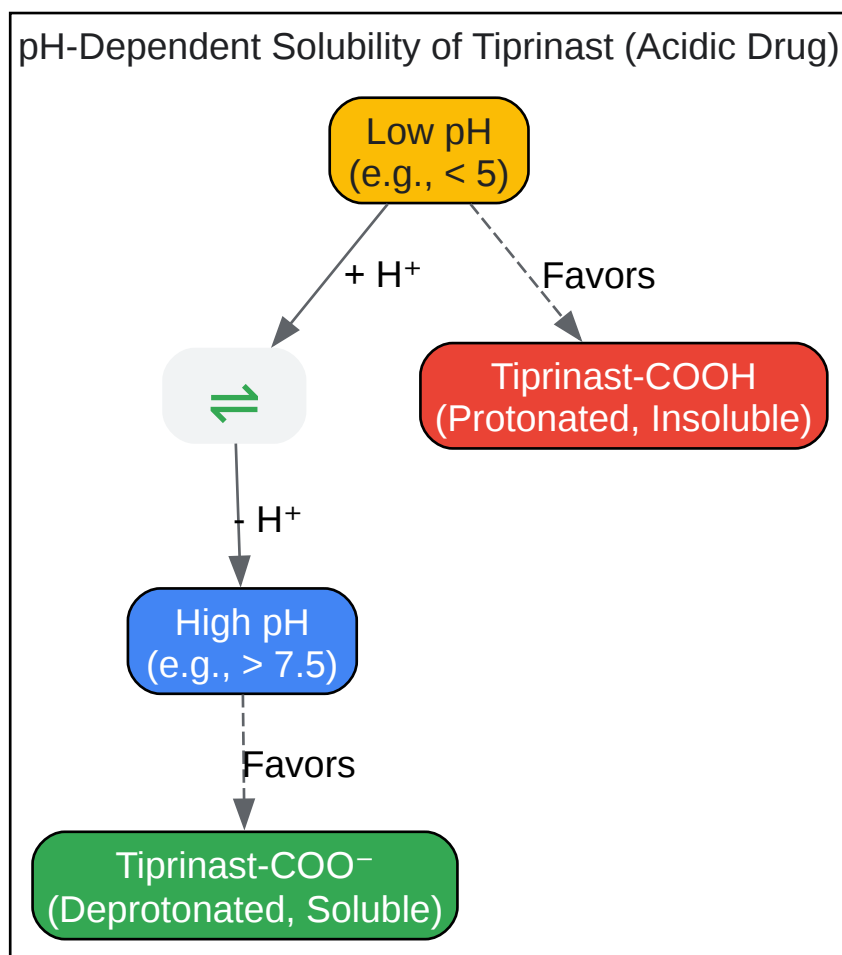 pH-Dependent Solubility of Tiprinast (Acidic Drug)
Low pH
(e.g., < 5)
+ H⁺
Favors
⇌
Tiprinast-COOH
(Protonated, Insoluble)
- H⁺
High pH
(e.g., > 7.5)
Favors
Tiprinast-COO⁻
(Deprotonated, Soluble)